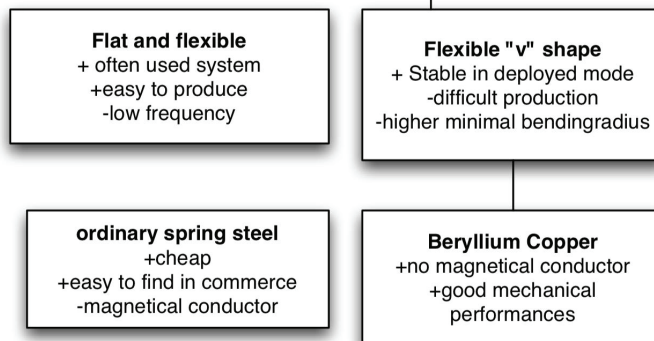 Flat and flexible
+ often used system
+easy to produce
-low frequency
Flexible "v" shape
+ Stable in deployed mode
-difficult production
-higher minimal bendingradius
ordinary spring steel
+cheap
+easy to find in commerce
-magnetical conductor
Beryllium Copper
+no magnetical conductor
+good mechanical
performances